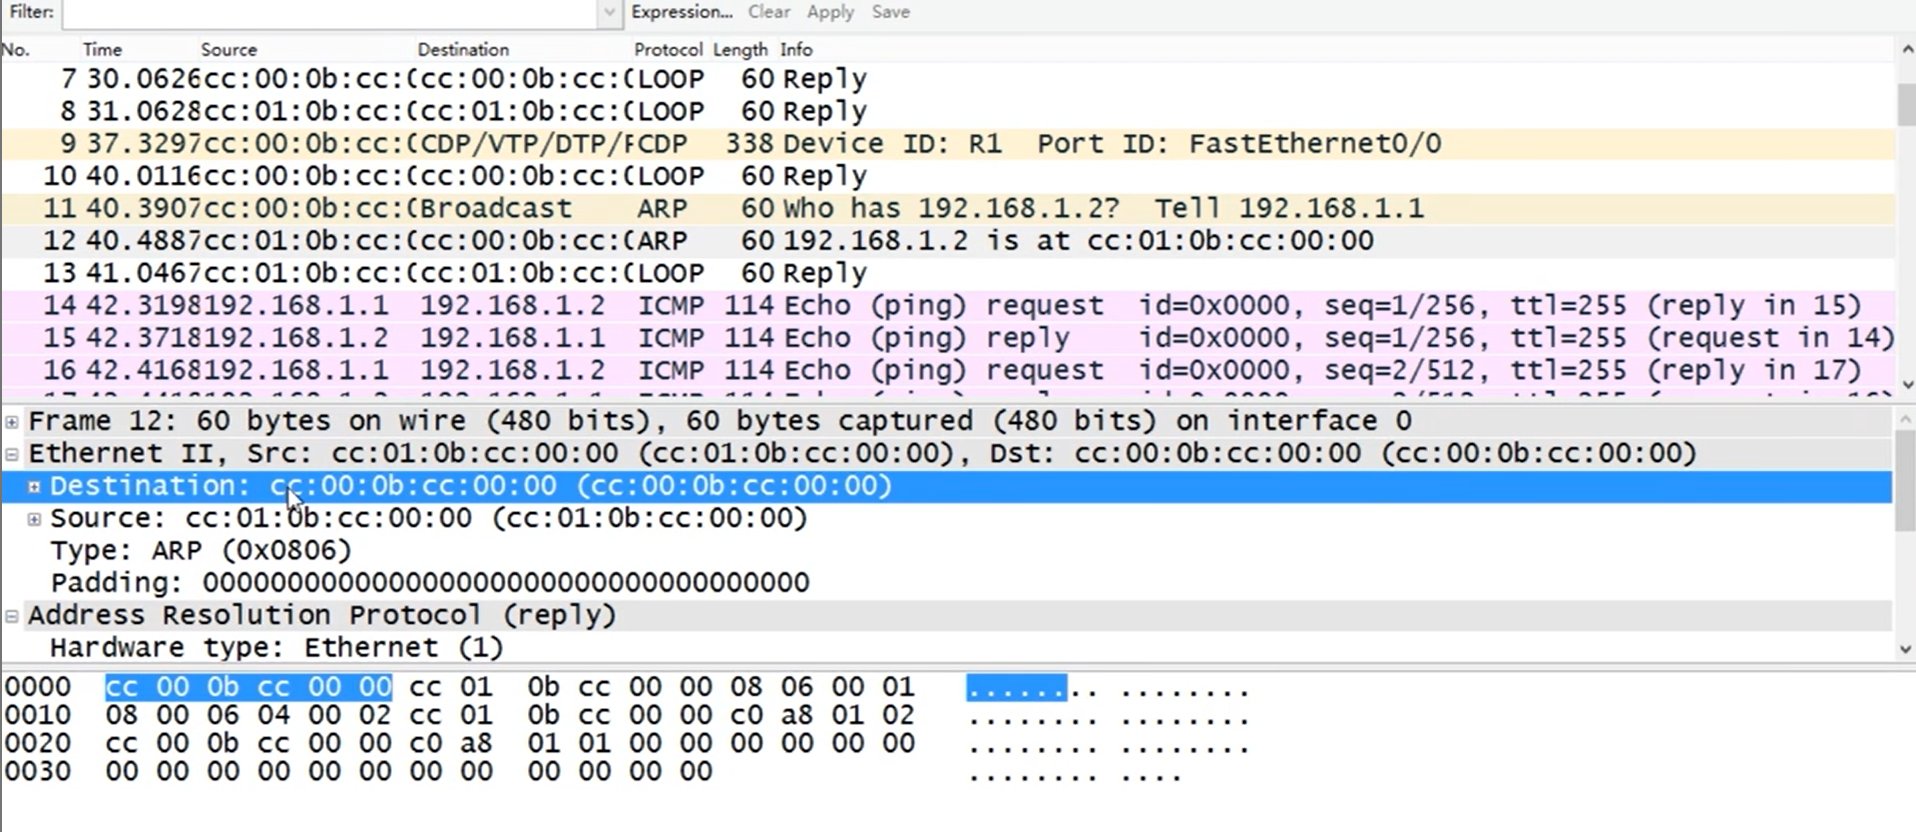 Filter: Expression... Clear Apply Save
No. Time Source Destination Protocol Length Info
7 30.0626 cc:00:0b:cc:( cc:00:0b:cc:( LOOP 60 Reply
8 31.0628 cc:01:0b:cc:( cc:01:0b:cc:( LOOP 60 Reply
9 37.3297 cc:00:0b:cc:( CDP/VTP/DTP/F CDP 338 Device ID: R1 Port ID: FastEthernet0/0
10 40.0116 cc:00:0b:cc:( cc:00:0b:cc:( LOOP 60 Reply
11 40.3907 cc:00:0b:cc:( Broadcast ARP 60 Who has 192.168.1.2? Tell 192.168.1.1
12 40.4887 cc:01:0b:cc:( cc:00:0b:cc:( ARP 60 192.168.1.2 is at cc:01:0b:cc:00:00
13 41.0467 cc:01:0b:cc:( cc:01:0b:cc:( LOOP 60 Reply
14 42.3198 192.168.1.1 192.168.1.2 ICMP 114 Echo (ping) request id=0x0000, seq=1/256, ttl=255 (reply in 15)
15 42.3718 192.168.1.2 192.168.1.1 ICMP 114 Echo (ping) reply id=0x0000, seq=1/256, ttl=255 (request in 14)
16 42.4168 192.168.1.1 192.168.1.2 ICMP 114 Echo (ping) request id=0x0000, seq=2/512, ttl=255 (reply in 17)
Frame 12: 60 bytes on wire (480 bits), 60 bytes captured (480 bits) on interface 0
Ethernet II, Src: cc:01:0b:cc:00:00 (cc:01:0b:cc:00:00), Dst: cc:00:0b:cc:00:00 (cc:00:0b:cc:00:00)
Destination: cc:00:0b:cc:00:00 (cc:00:0b:cc:00:00)
Source: cc:01:0b:cc:00:00 (cc:01:0b:cc:00:00)
Type: ARP (0x0806)
Padding: 000000000000000000000000000000000000
Address Resolution Protocol (reply)
Hardware type: Ethernet (1)
0000 cc 00 0b cc 00 00 cc 01 0b cc 00 00 08 06 00 01 ........ ........
0010 08 00 06 04 00 02 cc 01 0b cc 00 00 c0 a8 01 02 ........ ........
0020 cc 00 0b cc 00 00 c0 a8 01 01 00 00 00 00 00 00 ........ ........
0030 00 00 00 00 00 00 00 00 00 00 00 00 ........ ....